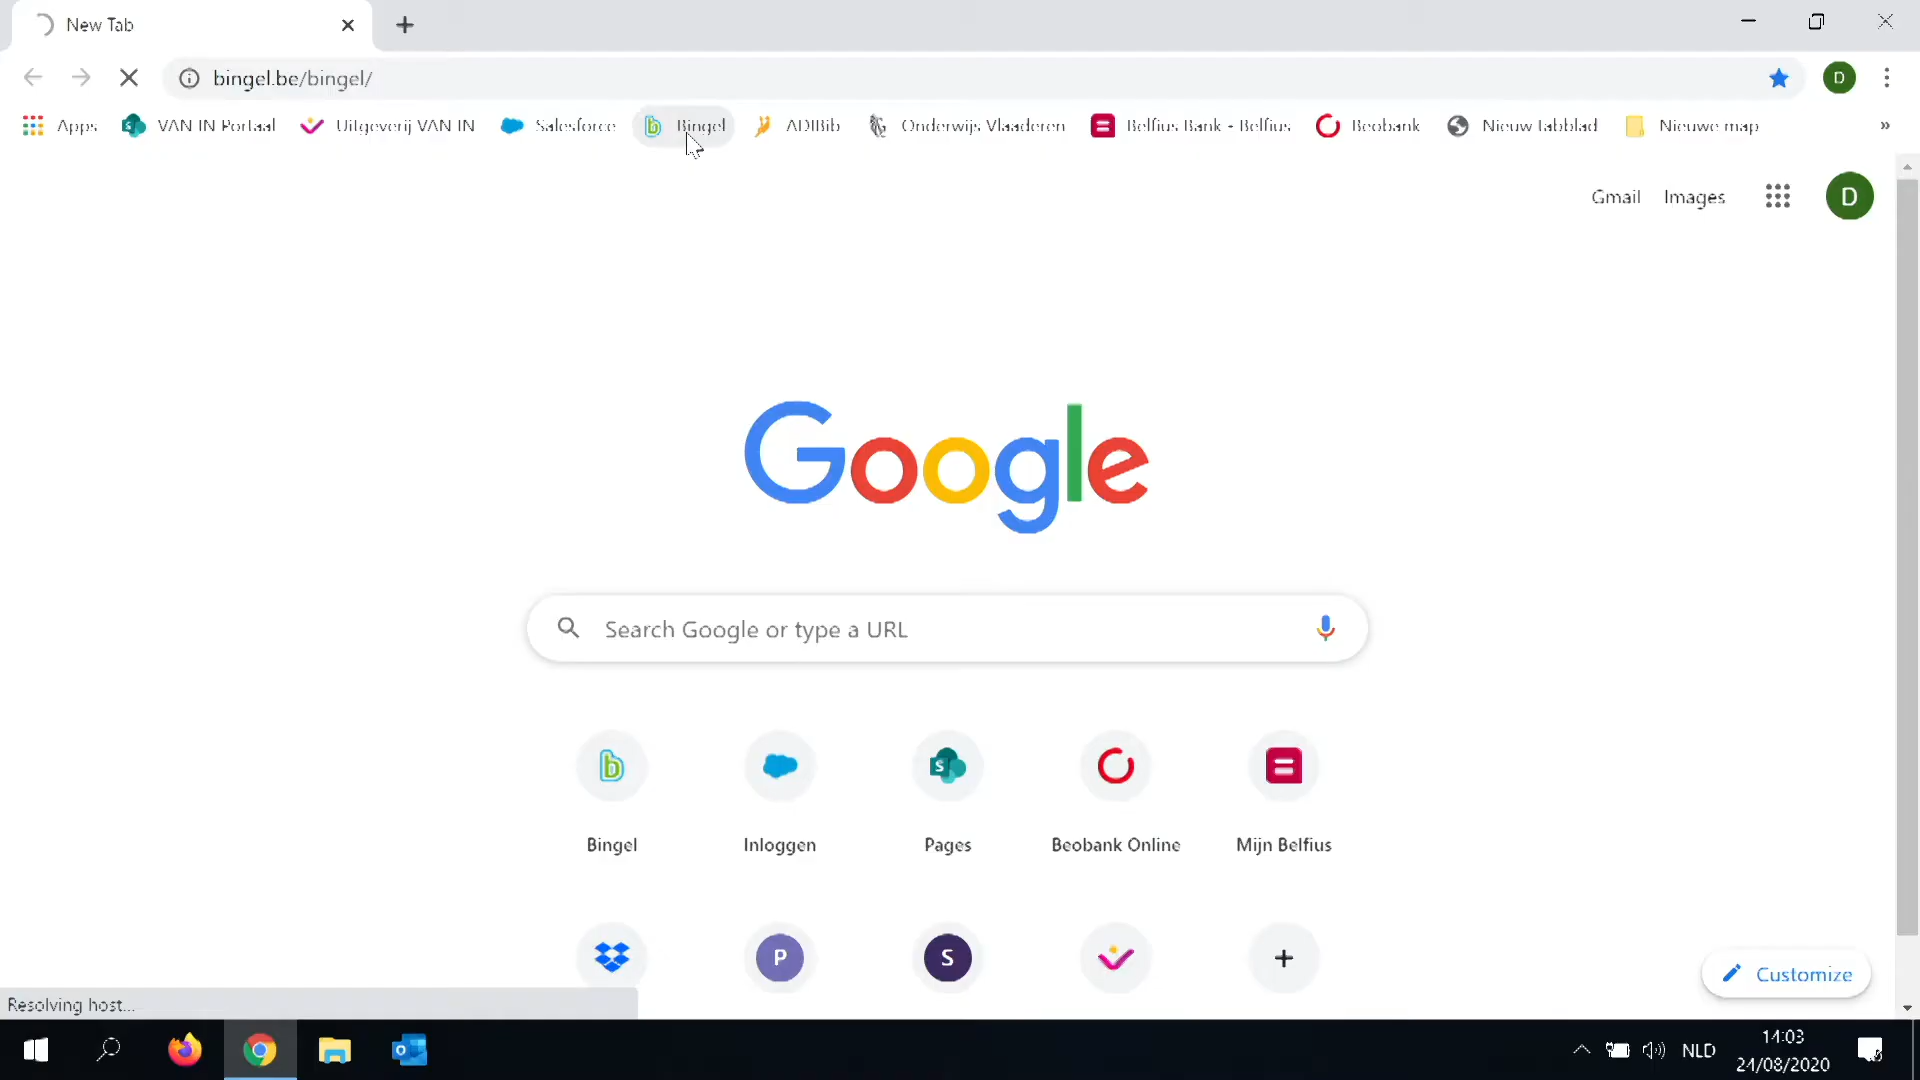 New Tab
bingel.be/bingel/
D
Apps VAN IN Portaal Uitgeverij VAN IN Salesforce Bingel ADIBib Onderwijs Vlaaderen Belfius Bank - Belfius Beobank Nieuw tabblad Nieuwe map »
Gmail Images D
Google
Search Google or type a URL
Bingel Inloggen Pages Beobank Online Mijn Belfius
P S
Customize
Resolving host...
NLD
14:03
24/08/2020